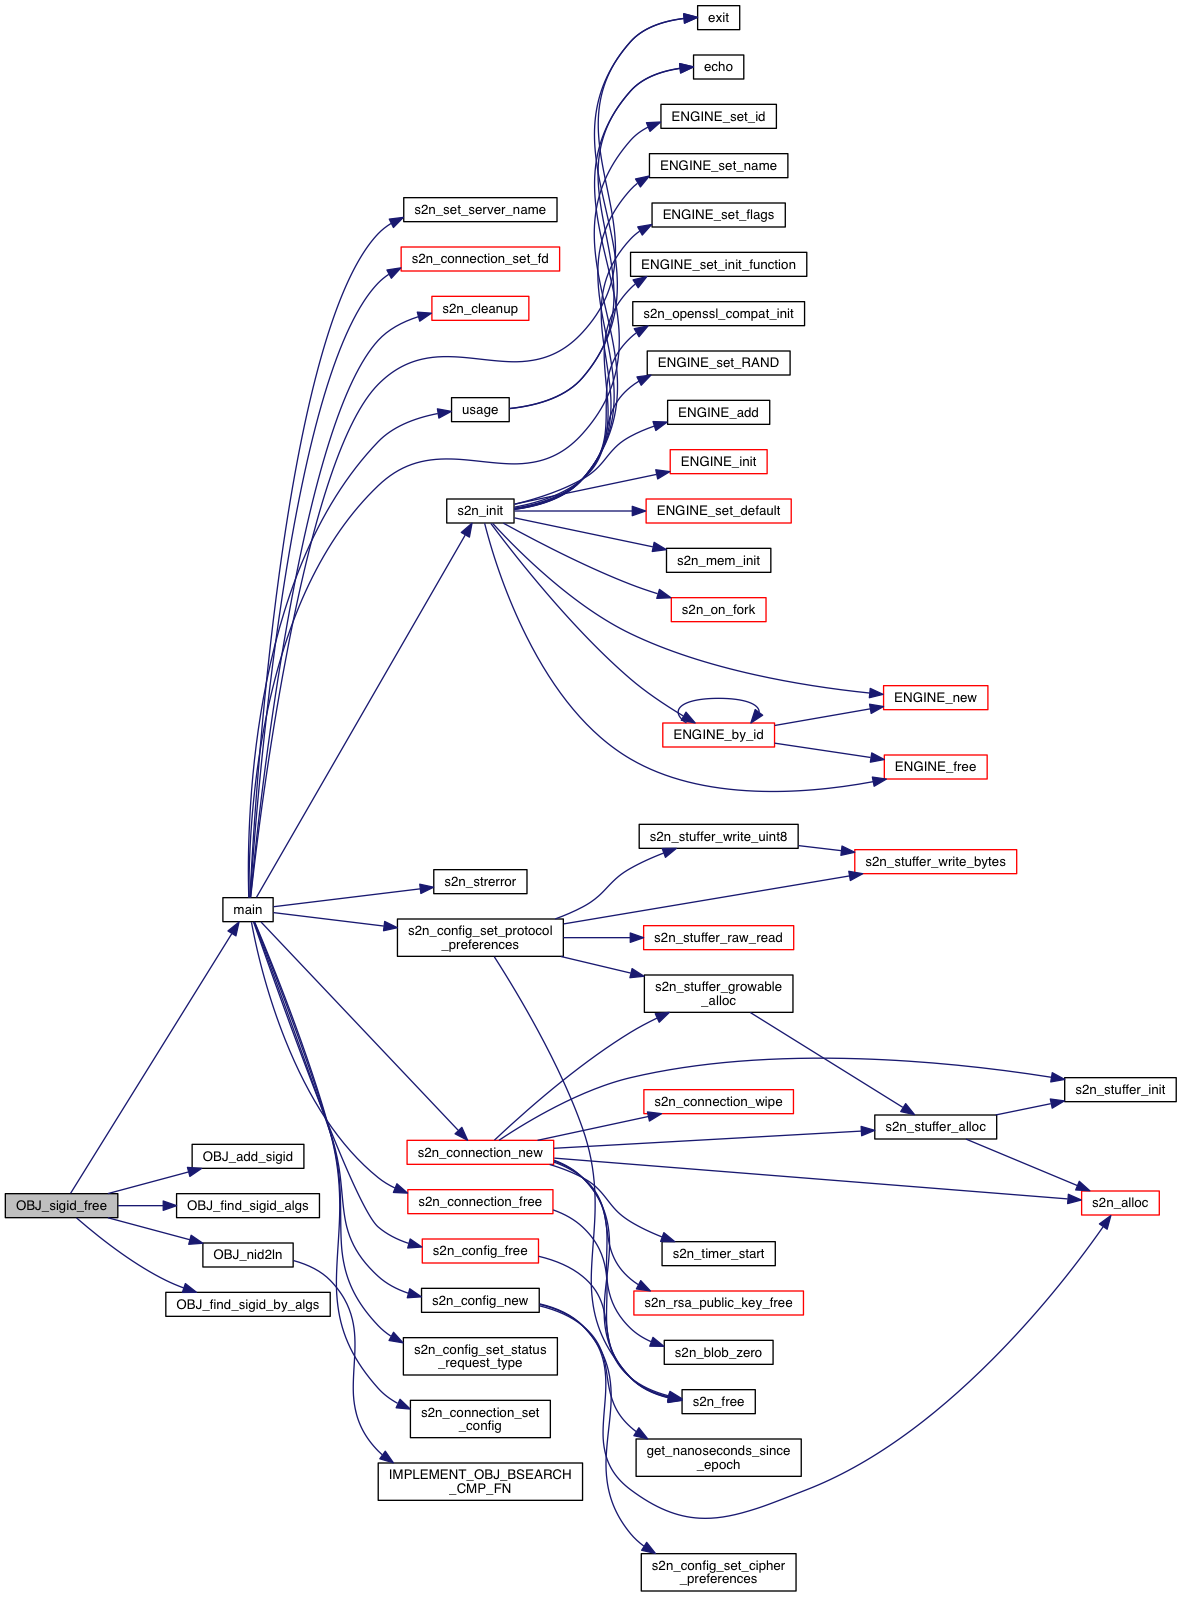 exit
echo
ENGINE_set_id
ENGINE_set_name
s2n_set_server_name
ENGINE_set_flags
s2n_connection_set_fd
ENGINE_set_init_function
s2n_cleanup
s2n_openssl_compat_init
ENGINE_set_RAND
usage
ENGINE_add
ENGINE_init
s2n_init
ENGINE_set_default
s2n_mem_init
s2n_on_fork
ENGINE_new
ENGINE_by_id
ENGINE_free
s2n_stuffer_write_uint8
s2n_stuffer_write_bytes
s2n_strerror
main
s2n_config_set_protocol
_preferences
s2n_stuffer_raw_read
s2n_stuffer_growable
_alloc
s2n_stuffer_init
s2n_connection_wipe
s2n_stuffer_alloc
s2n_connection_new
OBJ_add_sigid
OBJ_sigid_free
OBJ_find_sigid_algs
s2n_connection_free
s2n_alloc
OBJ_nid2ln
s2n_config_free
s2n_timer_start
OBJ_find_sigid_by_algs
s2n_config_new
s2n_rsa_public_key_free
s2n_config_set_status
_request_type
s2n_blob_zero
s2n_free
s2n_connection_set
_config
get_nanoseconds_since
_epoch
IMPLEMENT_OBJ_BSEARCH
_CMP_FN
s2n_config_set_cipher
_preferences